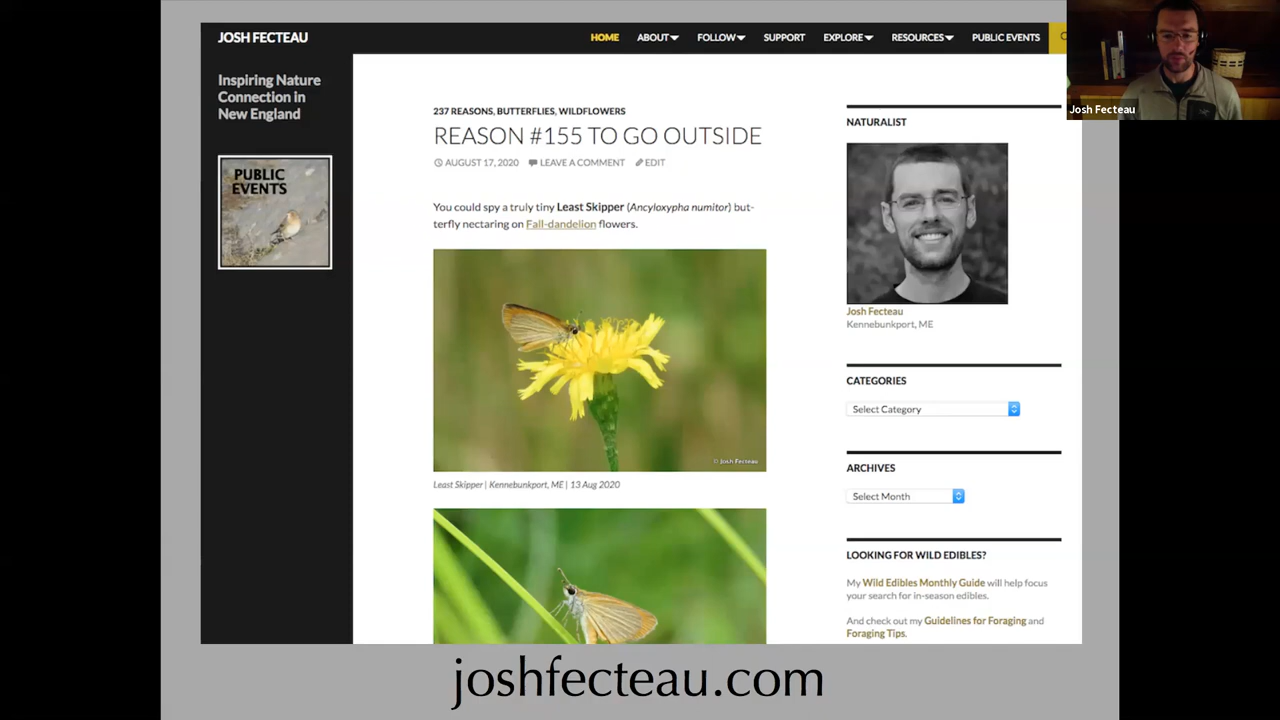 JOSH FECTEAU
HOME ABOUT FOLLOW SUPPORT EXPLORE RESOURCES PUBLIC EVENTS
Josh Fecteau
Inspiring Nature
Connection in
New England
PUBLIC
EVENTS
237 REASONS, BUTTERFLIES, WILDFLOWERS
REASON #155 TO GO OUTSIDE
AUGUST 17, 2020 LEAVE A COMMENT EDIT
You could spy a truly tiny Least Skipper (Ancyloxypha numitor) but-
terfly nectaring on Fall-dandelion flowers.
© Josh Fecteau
Least Skipper | Kennebunkport, ME | 13 Aug 2020
NATURALIST
Josh Fecteau
Kennebunkport, ME
CATEGORIES
Select Category
ARCHIVES
Select Month
LOOKING FOR WILD EDIBLES?
My Wild Edibles Monthly Guide will help focus
your search for in-season edibles.
And check out my Guidelines for Foraging and
Foraging Tips.
joshfecteau.com